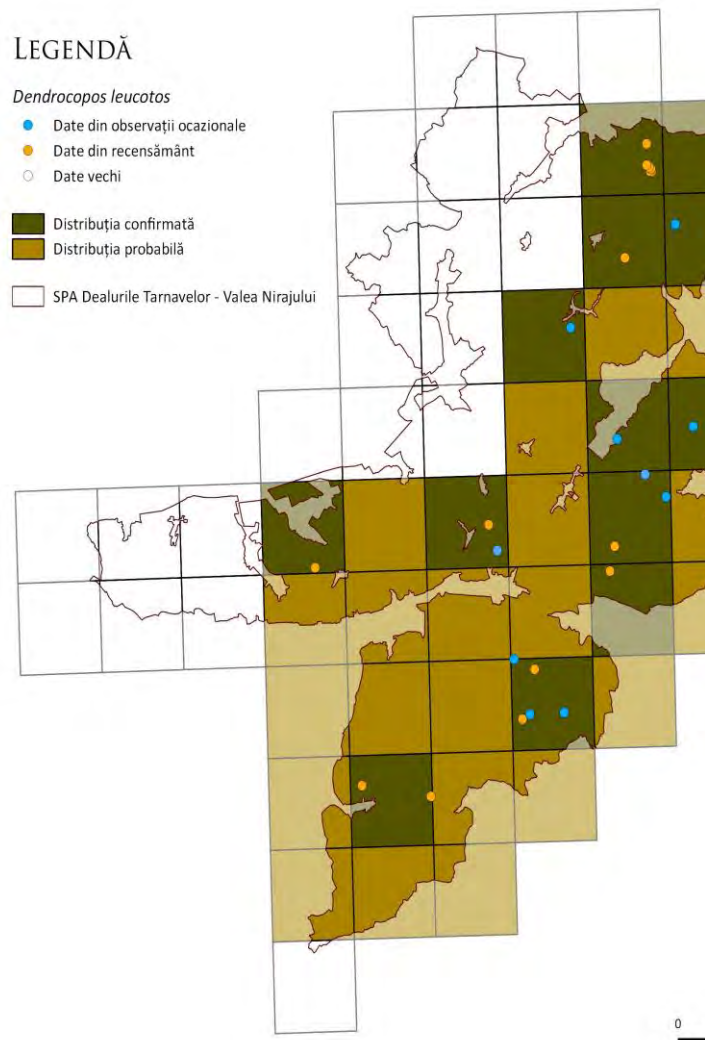 LEGENDĂ
Dendrocopos leucotos
Date din observații ocazionale
Date din recensământ
Date vechi
Distribuția confirmată
Distribuția probabilă
SPA Dealurile Tarnavelor - Valea Nirajului
0